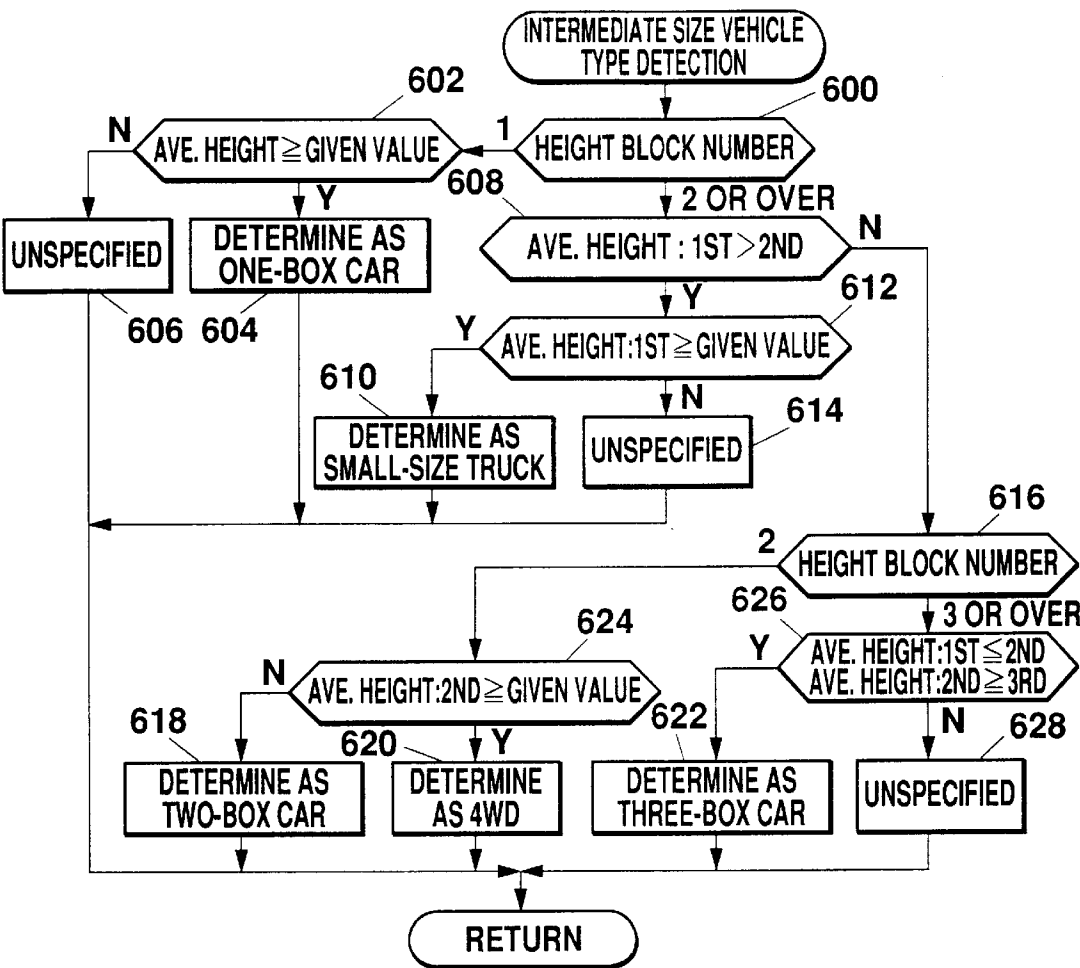 INTERMEDIATE SIZE VEHICLE
TYPE DETECTION
602
600
N
AVE. HEIGHT≧GIVEN VALUE
1
HEIGHT BLOCK NUMBER
608
Y
2 OR OVER
UNSPECIFIED
DETERMINE AS
ONE-BOX CAR
AVE. HEIGHT : 1ST>2ND
N
606
604
Y
612
Y
AVE. HEIGHT:1ST≧GIVEN VALUE
610
N
614
DETERMINE AS
SMALL-SIZE TRUCK
UNSPECIFIED
616
2
HEIGHT BLOCK NUMBER
626
3 OR OVER
624
Y
AVE. HEIGHT:1ST≦2ND
AVE. HEIGHT:2ND≧3RD
N
AVE. HEIGHT:2ND≧GIVEN VALUE
618
620
Y
622
N
628
DETERMINE AS
TWO-BOX CAR
DETERMINE
AS 4WD
DETERMINE AS
THREE-BOX CAR
UNSPECIFIED
RETURN